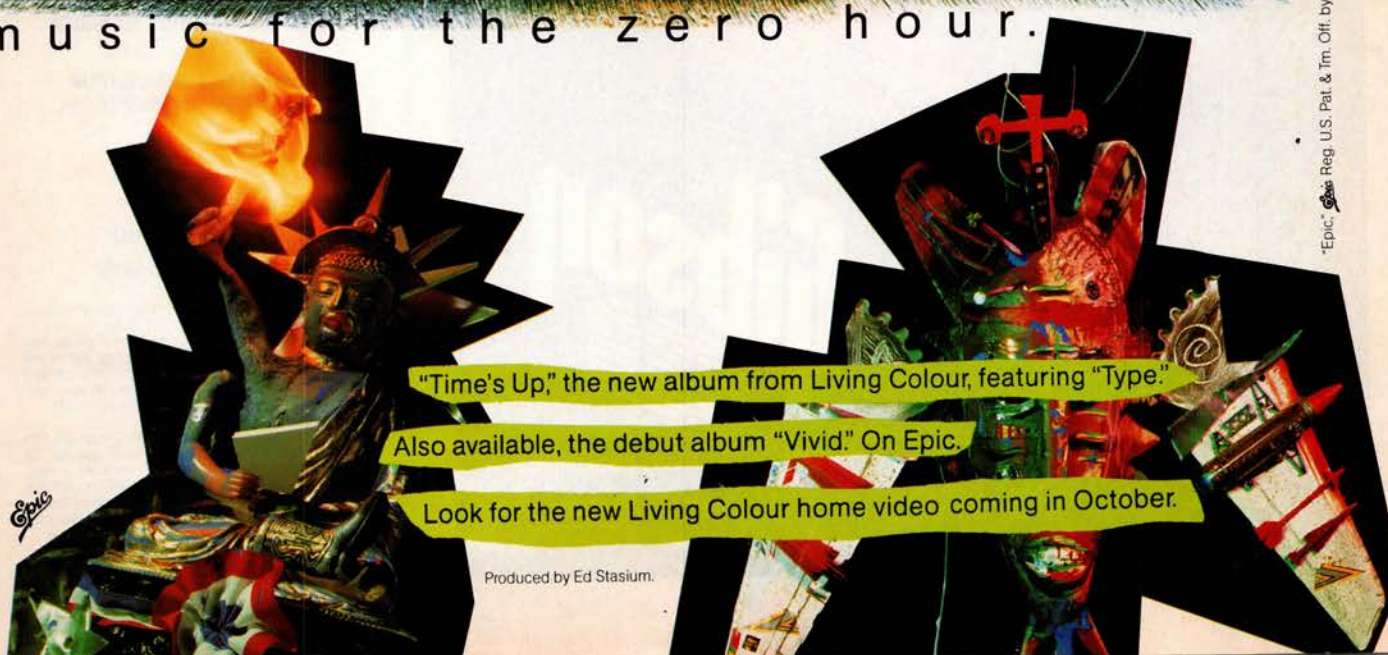 music for the zero hour.
"Time's Up," the new album from Living Colour, featuring "Type."
Also available, the debut album "Vivid." On Epic.
Look for the new Living Colour home video coming in October.
Produced by Ed Stasium.
Epic
"Epic," Epic Reg. U.S. Pat. & Tm. Off. by